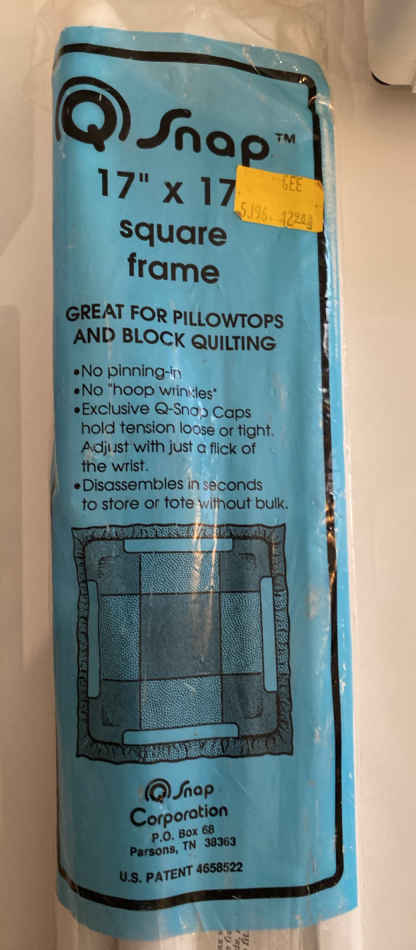 Q Snap™
17" x 17
GEE
square
frame
GREAT FOR PILLOWTOPS
AND BLOCK QUILTING
•No pinning-in
•No "hoop wrinkles"
•Exclusive Q-Snap Caps
hold tension loose or tight.
Adjust with just a flick of
the wrist.
•Disassembles in seconds
to store or tote without bulk.
Q Snap
Corporation
P.O. Box 68
Parsons, TN 38363
U.S. PATENT 4658522